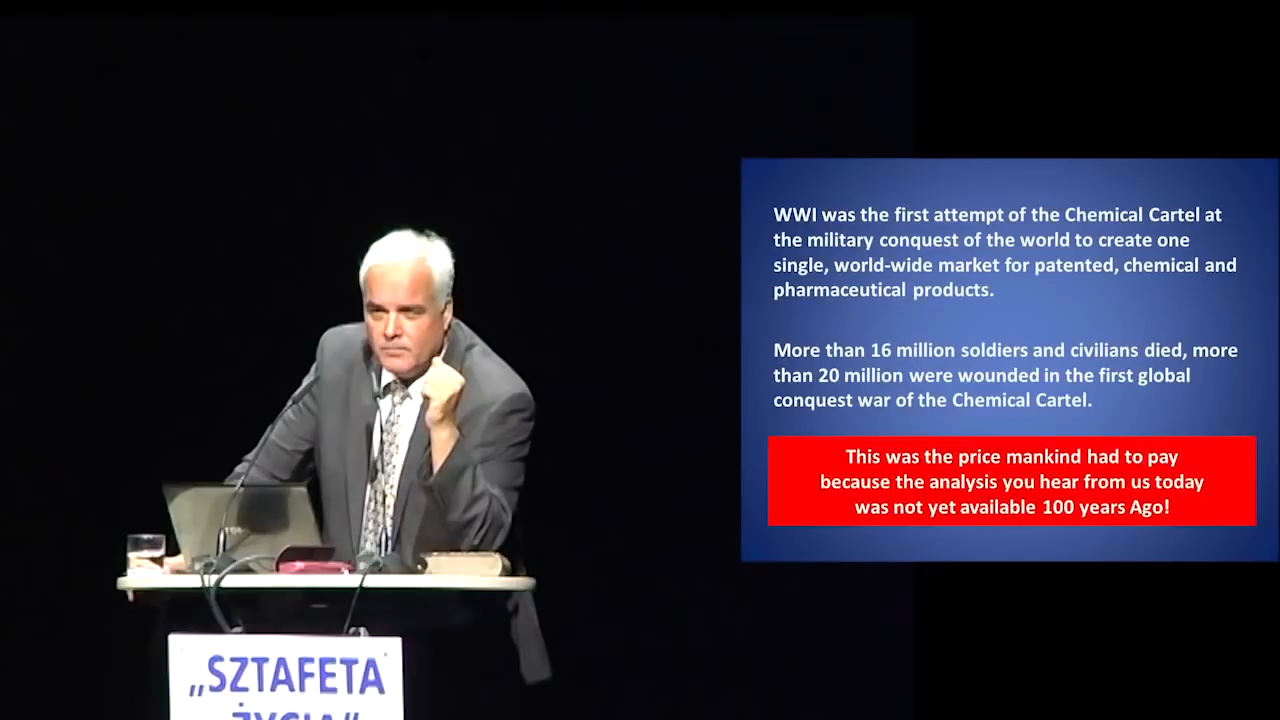 WWI was the first attempt of the Chemical Cartel at
the military conquest of the world to create one
single, world-wide market for patented, chemical and
pharmaceutical products.
More than 16 million soldiers and civilians died, more
than 20 million were wounded in the first global
conquest war of the Chemical Cartel.
This was the price mankind had to pay
because the analysis you hear from us today
was not yet available 100 years Ago!
„SZTAFETA
ŻYCIA“